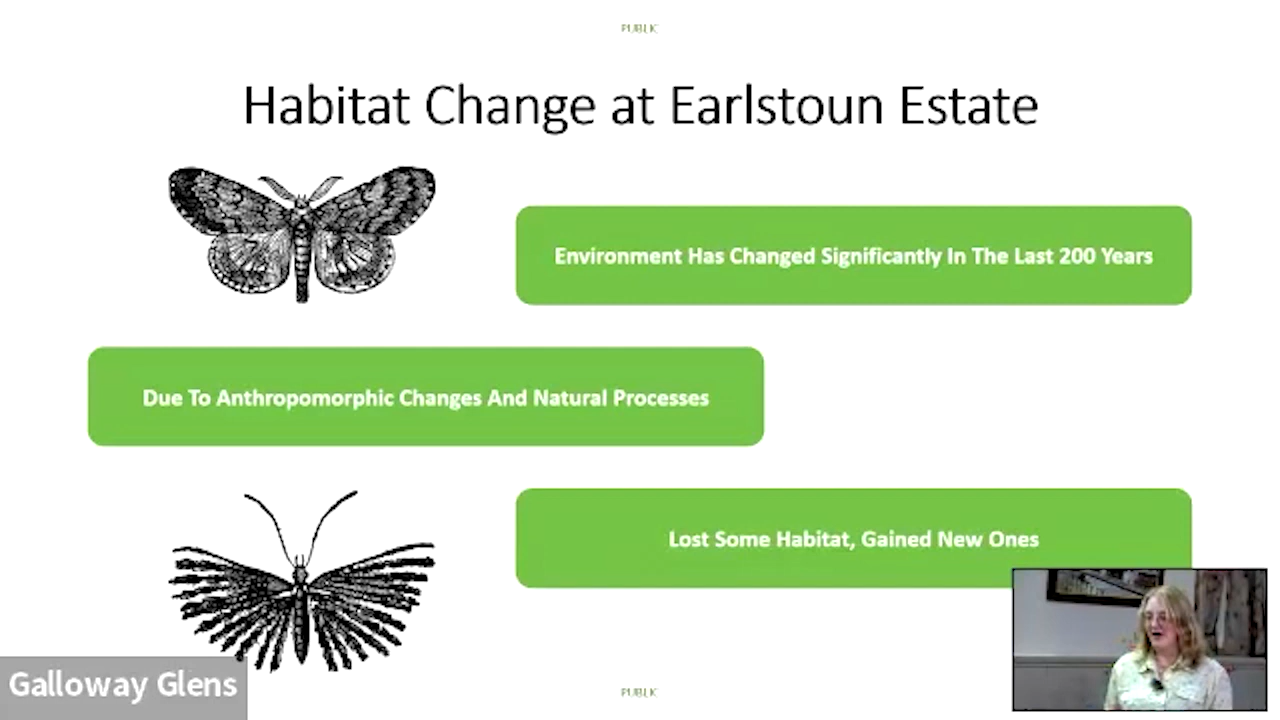 PUBLIC
Habitat Change at Earlstoun Estate
Environment Has Changed Significantly In The Last 200 Years
Due To Anthropomorphic Changes And Natural Processes
Lost Some Habitat, Gained New Ones
Galloway Glens
PUBLIC